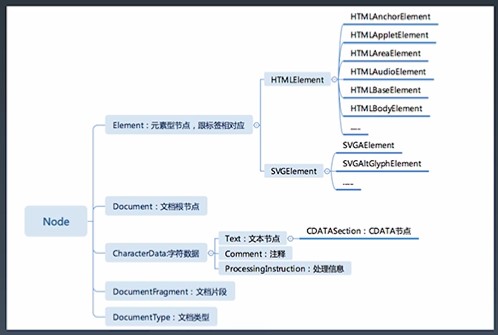 Node
Element：元素型节点，跟标签相对应
HTMLElement
HTMLAnchorElement
HTMLAppletElement
HTMLAreaElement
HTMLAudioElement
HTMLBaseElement
HTMLBodyElement
......
SVGElement
SVGAElement
SVGAltGlyphElement
......
Document：文档根节点
CharacterData:字符数据
Text：文本节点
CDATASection：CDATA节点
Comment：注释
ProcessingInstruction：处理信息
DocumentFragment：文档片段
DocumentType：文档类型